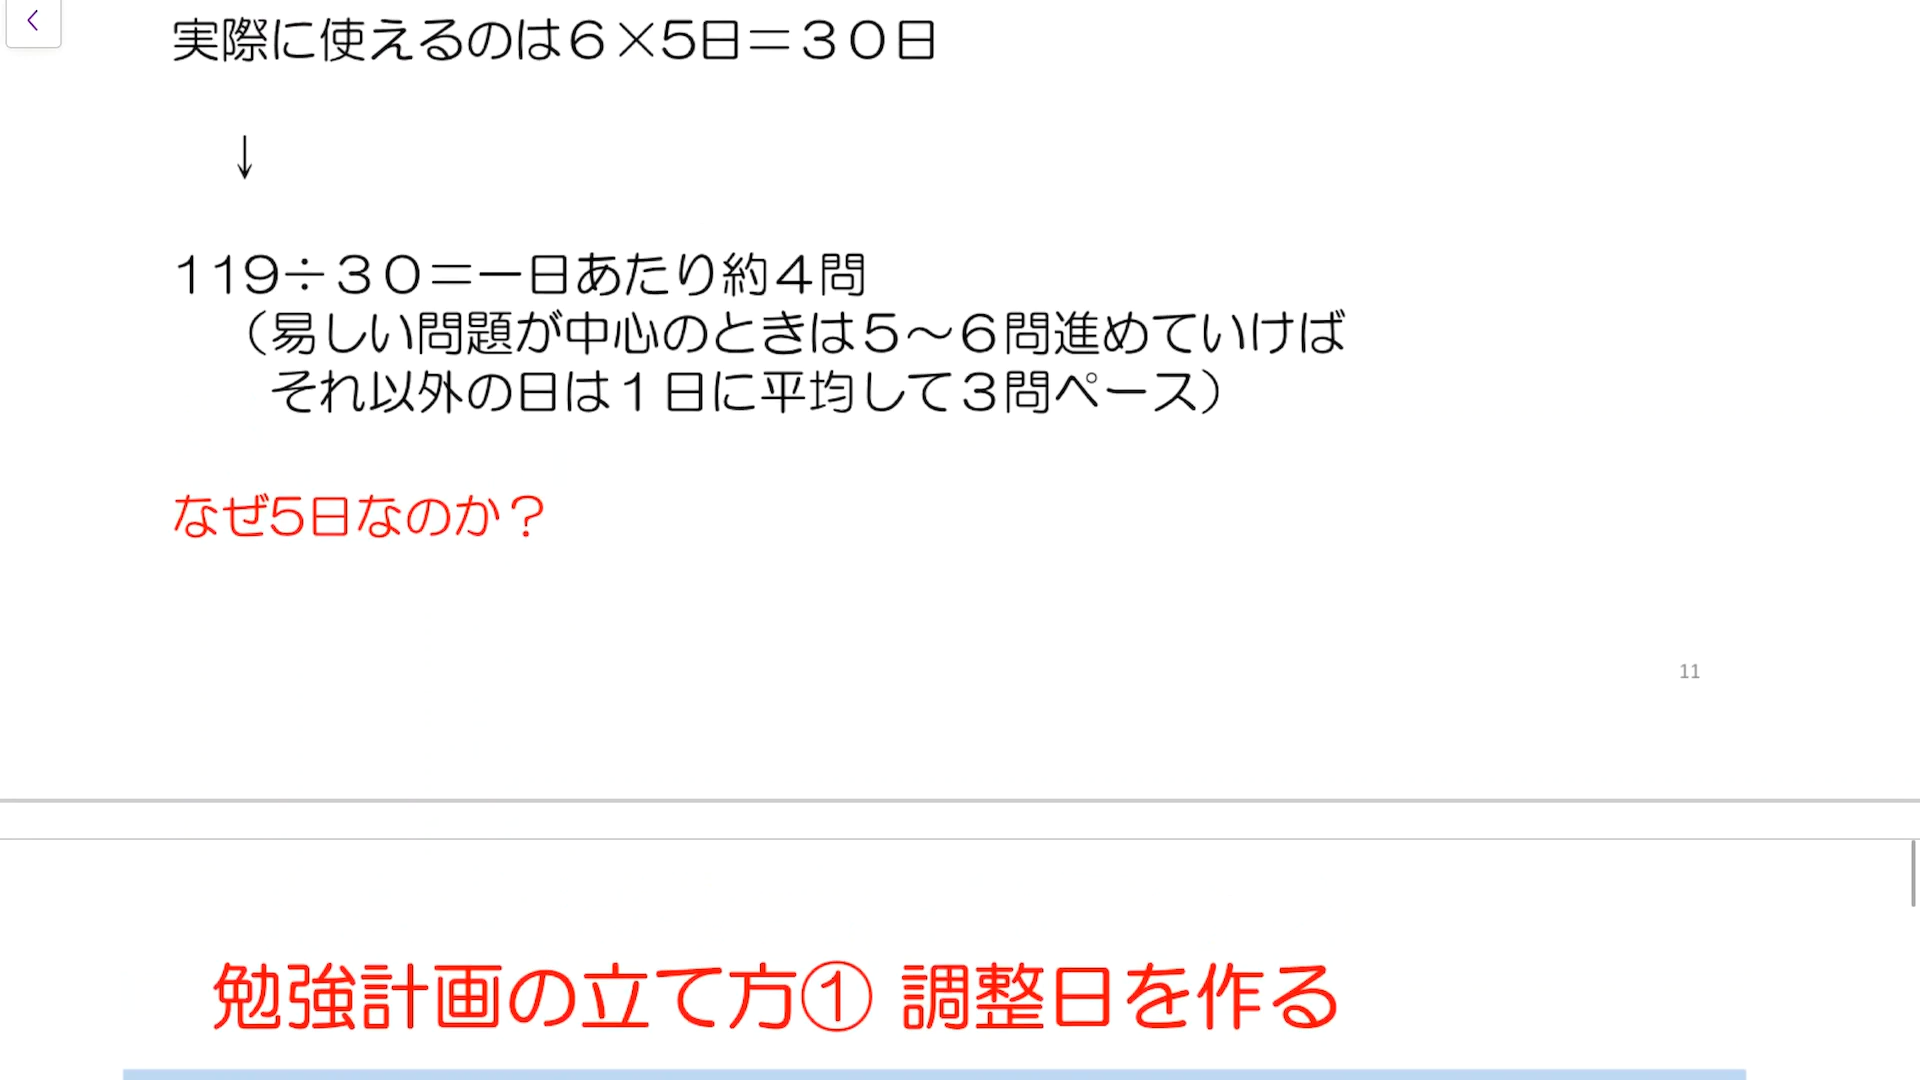 実際に使えるのは６×5日＝３０日
↓
119÷３０＝一日あたり約４問
（易しい問題が中心のときは５～６問進めていけば
それ以外の日は１日に平均して３問ペース）
なぜ5日なのか？
11
勉強計画の立て方① 調整日を作る